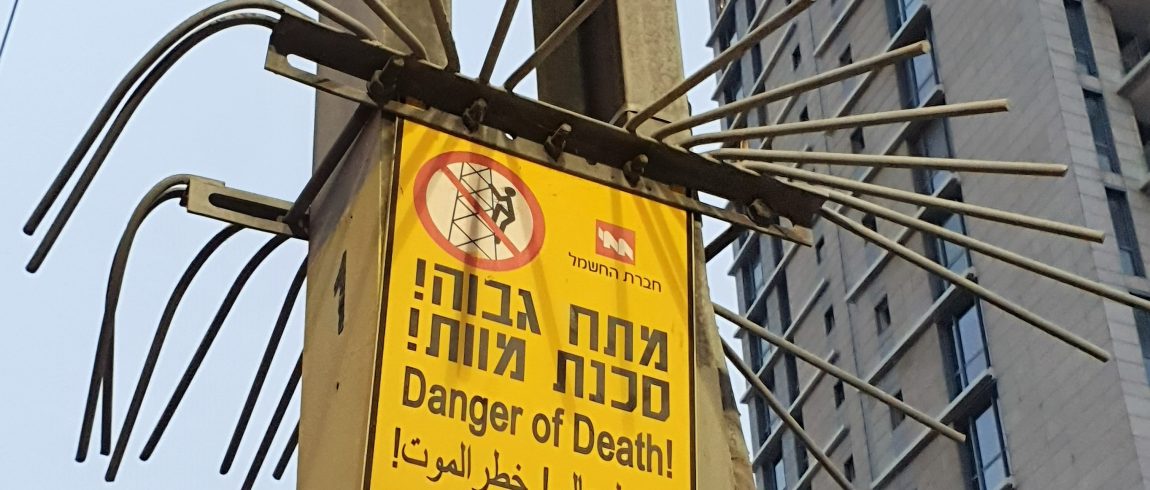 חברת החשמל
מתח גבוה!
סכנת מוות!
Danger of Death!
خطر الموت!